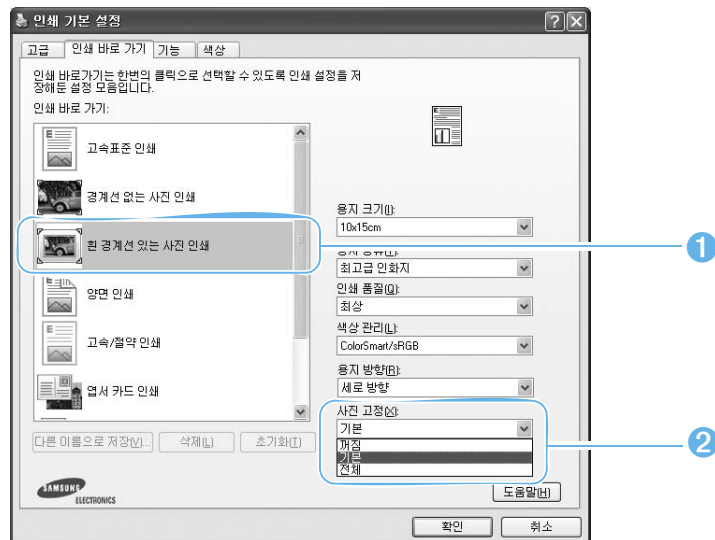 인쇄 기본 설정
고급 인쇄 바로 가기 기능 색상
인쇄 바로가기는 한번의 클릭으로 선택할 수 있도록 인쇄 설정을 저
장해둔 설정 모음입니다.
인쇄 바로 가기:
고속표준 인쇄
경계선 없는 사진 인쇄
흰 경계선 있는 사진 인쇄
양면 인쇄
고속/절약 인쇄
엽서 카드 인쇄
다른 이름으로 저장(V)... 삭제(L) 초기화(T)
용지 크기(I):
10x15cm
최고급 인화지
인쇄 품질(Q):
최상
색상 관리(L):
ColorSmart/sRGB
용지 방향(R):
세로 방향
사진 고정(X):
기본
꺼짐
기본
전체
1
2
SAMSUNG
ELECTRONICS
도움말(H)
확인 취소